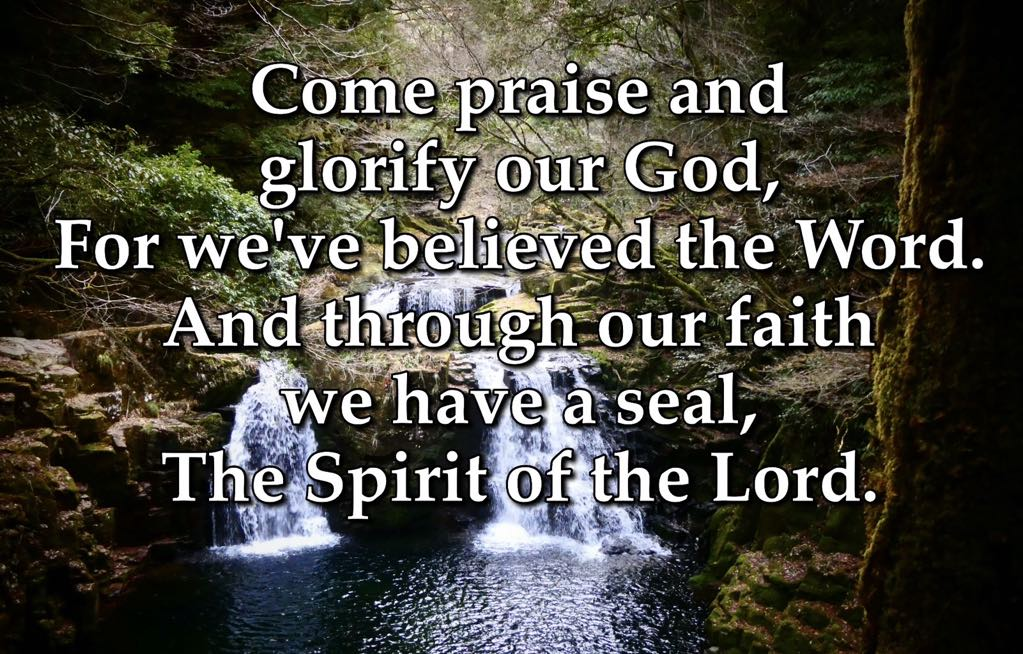 Come praise and
glorify our God,
For we've believed the Word.
And through our faith
we have a seal,
The Spirit of the Lord.